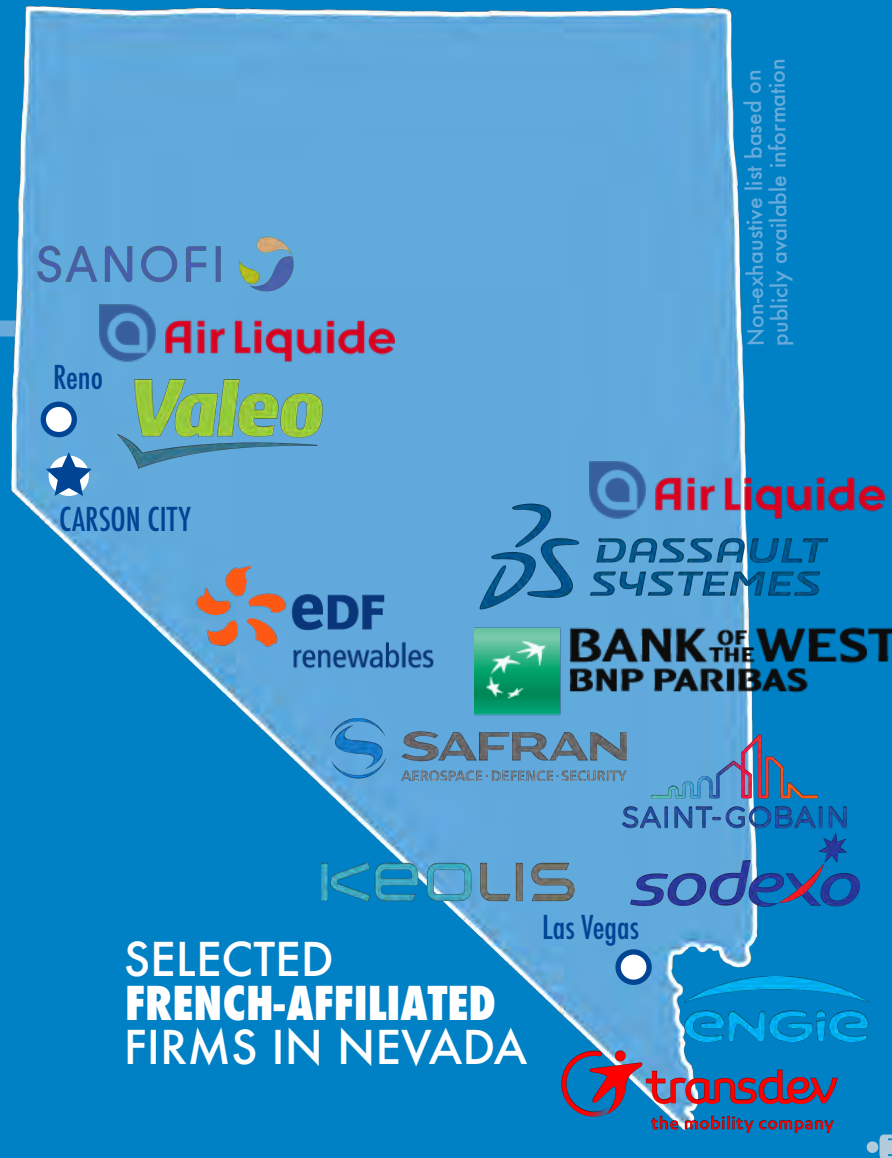 Non-exhaustive list based on
publicly available information
SANOFI
Air Liquide
Reno
Valeo
CARSON CITY
Air Liquide
DASSAULT
SYSTEMES
EDF
renewables
BANK OF THE WEST
BNP PARIBAS
SAFRAN
AEROSPACE · DEFENCE · SECURITY
SAINT-GOBAIN
KEOLIS
sodexo
Las Vegas
SELECTED
FRENCH-AFFILIATED
FIRMS IN NEVADA
ENGIE
transdev
the mobility company